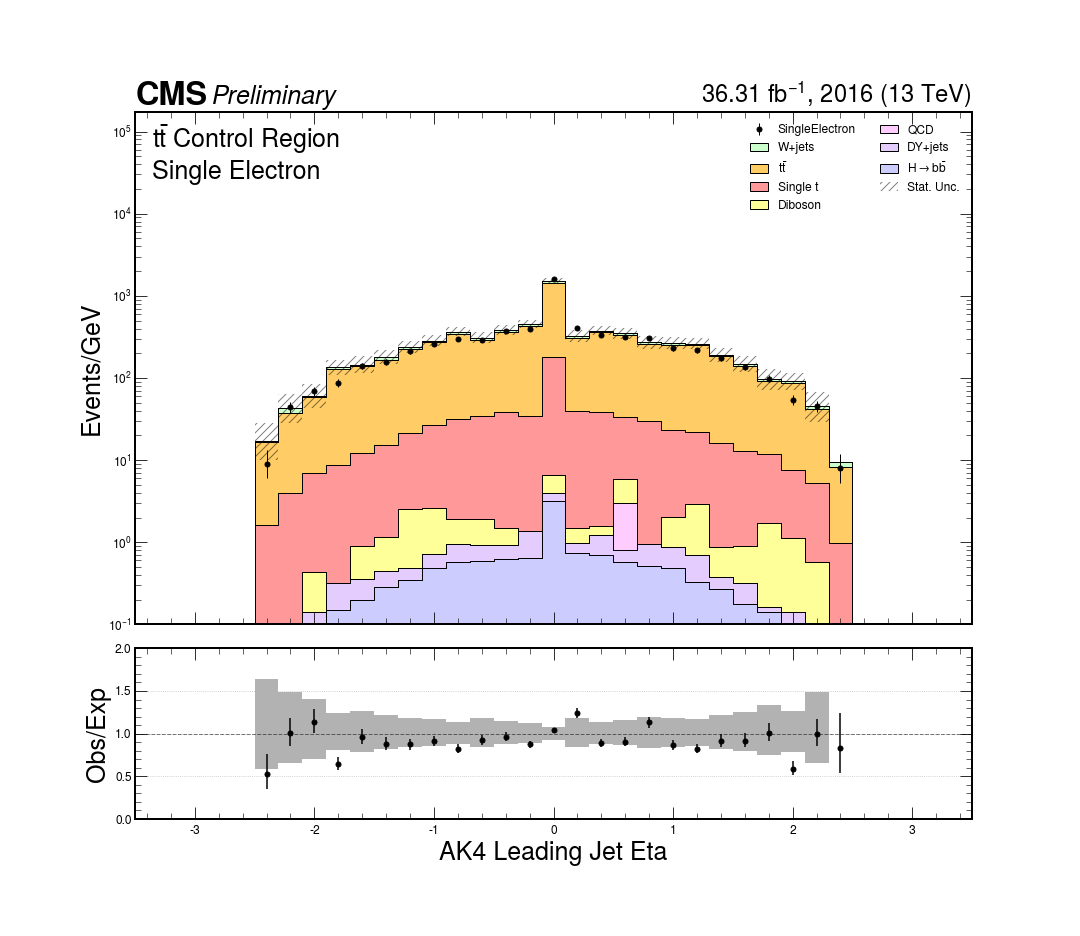 CMS Preliminary
36.31 fb⁻¹, 2016 (13 TeV)
tt̄ Control Region
Single Electron
SingleElectron
W+jets
tt̄
Single t
Diboson
QCD
DY+jets
H→bb̄
Stat. Unc.
Events/GeV
10⁵
10⁴
10³
10²
10¹
10⁰
10⁻¹
Obs/Exp
2.0
1.5
1.0
0.5
0.0
-3 -2 -1 0 1 2 3
AK4 Leading Jet Eta